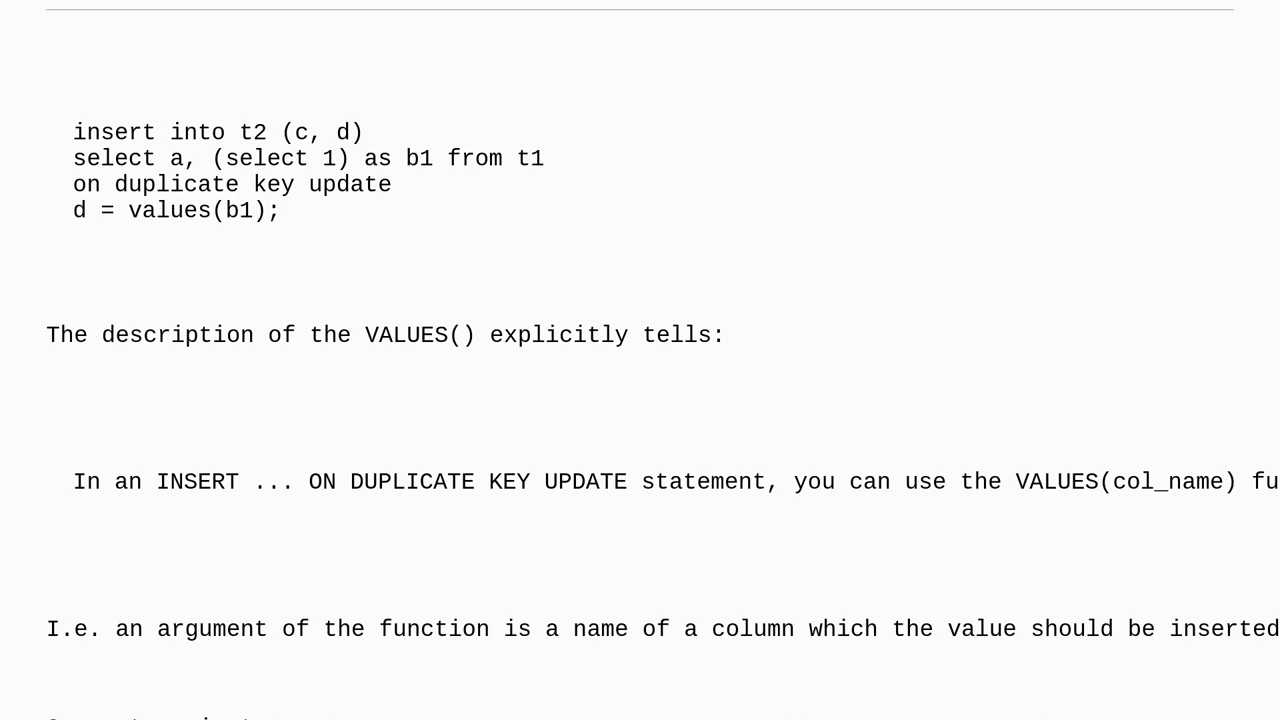 insert into t2 (c, d)
select a, (select 1) as b1 from t1
on duplicate key update
d = values(b1);
The description of the VALUES() explicitly tells:
In an INSERT ... ON DUPLICATE KEY UPDATE statement, you can use the VALUES(col_name) fu
I.e. an argument of the function is a name of a column which the value should be inserted